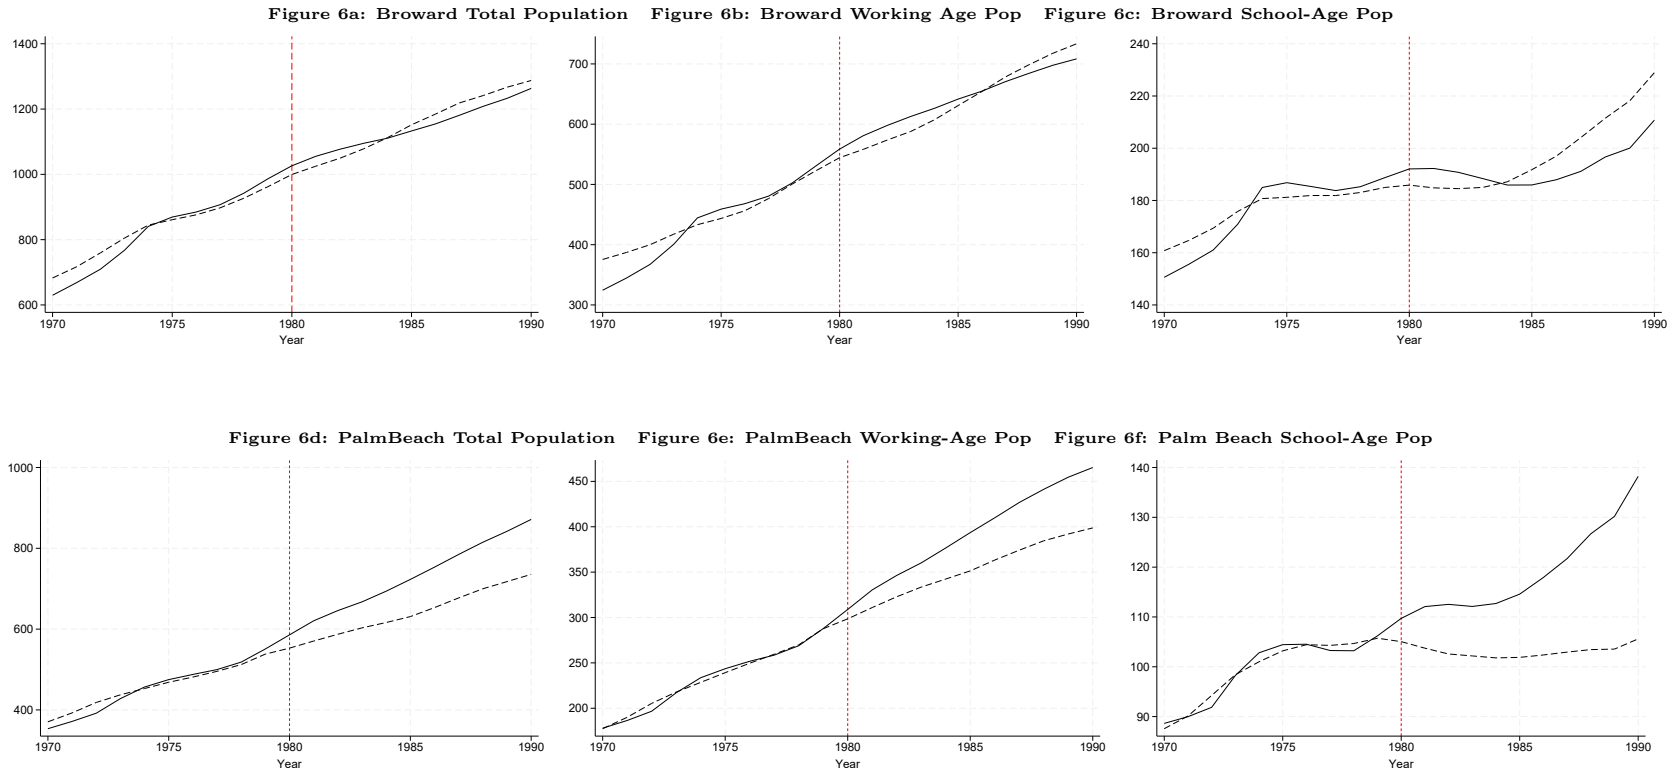 Figure 6a: Broward Total Population Figure 6b: Broward Working Age Pop Figure 6c: Broward School-Age Pop
1400
1200
1000
800
600
1970 1975 1980 1985 1990
Year
700
600
500
400
300
1970 1975 1980 1985 1990
Year
240
220
200
180
160
140
1970 1975 1980 1985 1990
Year
Figure 6d: PalmBeach Total Population Figure 6e: PalmBeach Working-Age Pop Figure 6f: Palm Beach School-Age Pop
1000
800
600
400
1970 1975 1980 1985 1990
Year
450
400
350
300
250
200
1970 1975 1980 1985 1990
Year
140
130
120
110
100
90
1970 1975 1980 1985 1990
Year